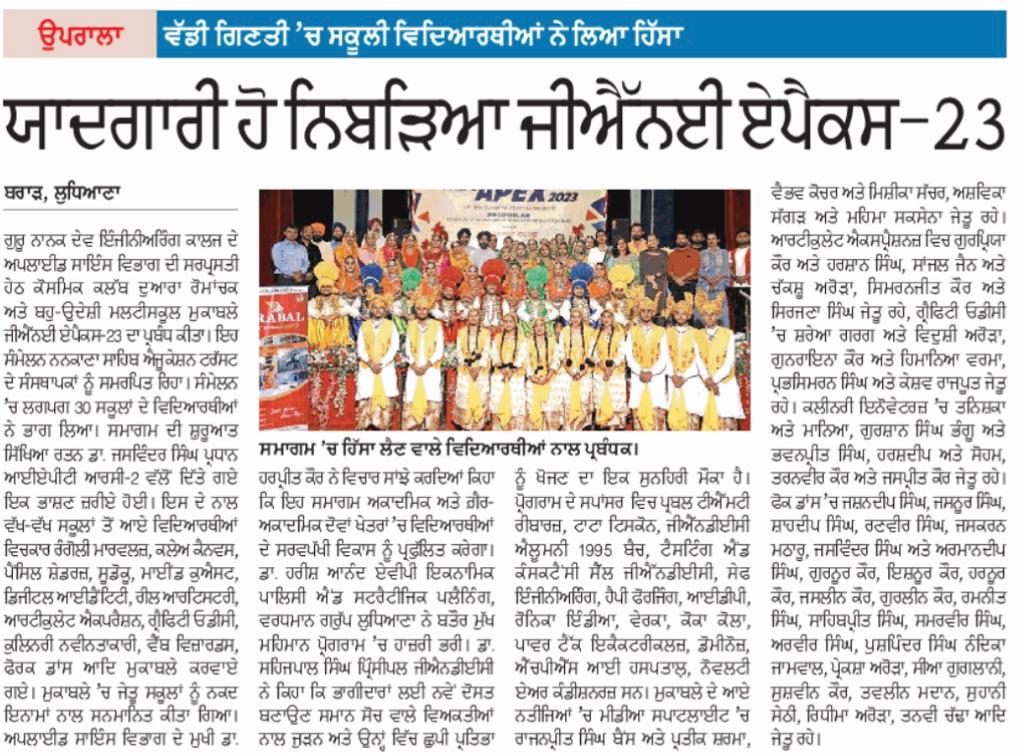 ਉਪਰਾਲਾ
ਵੱਡੀ ਗਿਣਤੀ ’ਚ ਸਕੂਲੀ ਵਿਦਿਆਰਥੀਆਂ ਨੇ ਲਿਆ ਹਿੱਸਾ
ਯਾਦਗਾਰੀ ਹੋ ਨਿਬੜਿਆ ਜੀਐੱਨਈ ਏਪੈਕਸ-23
ਬਰਾੜ, ਲੁਧਿਆਣਾ
ਗੁਰੂ ਨਾਨਕ ਦੇਵ ਇੰਜੀਨੀਅਰਿੰਗ ਕਾਲਜ ਦੇ
ਅਪਲਾਈਡ ਸਾਇੰਸ ਵਿਭਾਗ ਦੀ ਸਰਪ੍ਰਸਤੀ
ਹੇਠ ਕੋਸਮਿਕ ਕਲੱਬ ਦੁਆਰਾ ਰੋਮਾਂਚਕ
ਅਤੇ ਬਹੁ-ਉਦੇਸ਼ੀ ਮਲਟੀਸਕੂਲ ਮੁਕਾਬਲੇ
ਜੀਐੱਨਈ ਏਪੈਕਸ-23 ਦਾ ਪ੍ਰਬੰਧ ਕੀਤਾ। ਇਹ
ਸੰਮੇਲਨ ਨਨਕਾਣਾ ਸਾਹਿਬ ਐਜੂਕੇਸ਼ਨ ਟਰੱਸਟ
ਦੇ ਸੰਸਥਾਪਕਾਂ ਨੂੰ ਸਮਰਪਿਤ ਰਿਹਾ। ਸੰਮੇਲਨ
’ਚ ਲਗਪਗ 30 ਸਕੂਲਾਂ ਦੇ ਵਿਦਿਆਰਥੀਆਂ
ਨੇ ਭਾਗ ਲਿਆ। ਸਮਾਗਮ ਦੀ ਸ਼ੁਰੂਆਤ
ਸਿੱਖਿਆ ਰਤਨ ਡਾ. ਜਸਵਿੰਦਰ ਸਿੰਘ ਪ੍ਰਧਾਨ
ਆਈਏਪੀਟੀ ਆਰਸੀ-2 ਵੱਲੋਂ ਦਿੱਤੇ ਗਏ
ਇਕ ਭਾਸ਼ਣ ਜ਼ਰੀਏ ਹੋਈ। ਇਸ ਦੇ ਨਾਲ
ਵੱਖ-ਵੱਖ ਸਕੂਲਾਂ ਤੋਂ ਆਏ ਵਿਦਿਆਰਥੀਆਂ
ਵਿਚਕਾਰ ਰੰਗੋਲੀ ਮਾਰਵਲਜ਼, ਕਲੇਅ ਕੈਨਵਸ,
ਪੈਂਸਿਲ ਸ਼ੇਡਰਜ਼, ਸੂਡੋਕੂ, ਮਾਈਂਡ ਕੁਐਸਟ,
ਡਿਜੀਟਲ ਆਈਡੈਂਟਿਟੀ, ਰੀਲ ਆਰਟਿਸਟਰੀ,
ਆਰਟੀਕੁਲੇਟ ਐਕਪਰੈਸ਼ਨ, ਗ੍ਰੈਫਿਟੀ ਓਡੀਸੀ,
ਕੁਲਿਨਰੀ ਨਵੀਨਤਾਕਾਰੀ, ਵੈੱਬ ਵਿਜ਼ਾਰਡਸ,
ਫੋਰਕ ਡਾਂਸ ਆਦਿ ਮੁਕਾਬਲੇ ਕਰਵਾਏ
ਗਏ। ਮੁਕਾਬਲੇ ’ਚ ਜੇਤੂ ਸਕੂਲਾਂ ਨੂੰ ਨਕਦ
ਇਨਾਮਾਂ ਨਾਲ ਸਨਮਾਨਿਤ ਕੀਤਾ ਗਿਆ।
ਅਪਲਾਈਡ ਸਾਇੰਸ ਵਿਭਾਗ ਦੇ ਮੁਖੀ ਡਾ.
APEX 2023
RABAL
ਸਮਾਗਮ ’ਚ ਹਿੱਸਾ ਲੈਣ ਵਾਲੇ ਵਿਦਿਆਰਥੀਆਂ ਨਾਲ ਪ੍ਰਬੰਧਕ।
ਹਰਪ੍ਰੀਤ ਕੌਰ ਨੇ ਵਿਚਾਰ ਸਾਂਝੇ ਕਰਦਿਆਂ ਕਿਹਾ
ਕਿ ਇਹ ਸਮਾਗਮ ਅਕਾਦਮਿਕ ਅਤੇ ਗ਼ੈਰ-
ਅਕਾਦਮਿਕ ਦੋਵਾਂ ਖੇਤਰਾਂ ’ਚ ਵਿਦਿਆਰਥੀਆਂ
ਦੇ ਸਰਵਪੱਖੀ ਵਿਕਾਸ ਨੂੰ ਪ੍ਰਫੁੱਲਿਤ ਕਰੇਗਾ।
ਡਾ. ਹਰੀਸ਼ ਆਨੰਦ ਏਵੀਪੀ ਇਕਨਾਮਿਕ
ਪਾਲਿਸੀ ਐਂਡ ਸਟਰੈਟੀਜਿਕ ਪਲੈਨਿੰਗ,
ਵਰਧਮਾਨ ਗਰੁੱਪ ਲੁਧਿਆਨਾ ਨੇ ਬਤੌਰ ਮੁੱਖ
ਮਹਿਮਾਨ ਪ੍ਰੋਗਰਾਮ ’ਚ ਹਾਜ਼ਰੀ ਭਰੀ। ਡਾ.
ਸਹਿਜਪਾਲ ਸਿੰਘ ਪ੍ਰਿੰਸੀਪਲ ਜੀਐਨਡੀਈਸੀ
ਨੇ ਕਿਹਾ ਕਿ ਭਾਗੀਦਾਰਾਂ ਲਈ ਨਵੇਂ ਦੋਸਤ
ਬਣਾਉਣ ਸਮਾਨ ਸੋਚ ਵਾਲੇ ਵਿਅਕਤੀਆਂ
ਨਾਲ ਜੁੜਨ ਅਤੇ ਉਨ੍ਹਾਂ ਵਿੱਚ ਛੁਪੀ ਪ੍ਰਤਿਭਾ
ਨੂੰ ਖੋਜਣ ਦਾ ਇਕ ਸੁਨਹਿਰੀ ਮੌਕਾ ਹੈ।
ਪ੍ਰੋਗਰਾਮ ਦੇ ਸਪਾਂਸਰ ਵਿਚ ਪ੍ਰਬਲ ਟੀਐਮਟੀ
ਰੀਬਾਰਜ਼, ਟਾਟਾ ਟਿਸਕੋਨ, ਜੀਐੱਨਡੀਈਸੀ
ਐਲੂਮਨੀ 1995 ਬੈਚ, ਟੈਸਟਿੰਗ ਐਂਡ
ਕੰਸਕਟੈਂਸੀ ਸੈੱਲ ਜੀਐੱਨਡੀਈਸੀ, ਸੇਫ
ਇੰਜੀਨੀਅਰਿੰਗ, ਹੈਪੀ ਫੋਰਜਿੰਗ, ਆਈਡੀਪੀ,
ਰੋਨਿਕਾ ਇੰਡੀਆ, ਵੇਰਕਾ, ਕੋਕਾ ਕੋਲਾ,
ਪਾਵਰ ਟੈੱਕ ਇਕੈਕਟਰੀਕਲਜ਼, ਡੋਮੀਨੋਜ਼,
ਐੱਚਪੀਐੱਸ ਆਈ ਹਸਪਤਾਲ, ਨੋਵਲਟੀ
ਏਅਰ ਕੰਡੀਸ਼ਨਰਜ਼ ਸਨ। ਮੁਕਾਬਲੇ ਦੇ ਆਏ
ਨਤੀਜਿਆਂ ’ਚ ਮੀਡੀਆ ਸਪਾਟਲਾਈਟ ’ਚ
ਰਾਜਨਪ੍ਰੀਤ ਸਿੰਘ ਬੈਂਸ ਅਤੇ ਪ੍ਰਤੀਕ ਸ਼ਰਮਾ,
ਵੈਭਵ ਕੋਚਰ ਅਤੇ ਮਿਸ਼ੀਕਾ ਸੱਚਰ, ਅਸ਼ਵਿਕਾ
ਸੱਗੜ ਅਤੇ ਮਹਿਮਾ ਸਕਸੇਨਾ ਜੇਤੂ ਰਹੇ।
ਆਰਟੀਕੁਲੇਟ ਐਕਸਪ੍ਰੈਸ਼ਨਜ਼ ਵਿਚ ਗੁਰਪ੍ਰਿਯਾ
ਕੌਰ ਅਤੇ ਹਰਸ਼ਾਨ ਸਿੰਘ, ਸਾਂਜਲ ਜੈਨ ਅਤੇ
ਚੱਕਸ਼ੂ ਅਰੋੜਾ, ਸਿਮਰਨਜੀਤ ਕੌਰ ਅਤੇ
ਸਿਰਜਣਾ ਸਿੰਘ ਜੇਤੂ ਰਹੇ, ਗ੍ਰੈਫਿਟੀ ਓਡੀਸੀ
’ਚ ਸ਼ਰੇਆ ਗਰਗ ਅਤੇ ਵਿਦੁਸ਼ੀ ਅਰੋੜਾ,
ਗੁਨਰਾਇਨਾ ਕੌਰ ਅਤੇ ਹਿਮਾਨਿਆ ਵਰਮਾ,
ਪ੍ਰਭਸਿਮਰਨ ਸਿੰਘ ਅਤੇ ਕੇਸ਼ਵ ਰਾਜਪੂਤ ਜੇਤੂ
ਰਹੇ। ਕਲੀਨਰੀ ਇਨੋਵੇਟਰਜ਼ ’ਚ ਤਨਿਸ਼ਕਾ
ਅਤੇ ਮਾਨਿਆ, ਗੁਰਸ਼ਾਨ ਸਿੰਘ ਡੰਗੂ ਅਤੇ
ਭਵਨਪ੍ਰੀਤ ਸਿੰਘ, ਹਰਸ਼ਦੀਪ ਅਤੇ ਸੋਹਮ,
ਤਰਨਵੀਰ ਕੌਰ ਅਤੇ ਜਸਪ੍ਰੀਤ ਕੌਰ ਜੇਤੂ ਰਹੇ।
ਫੋਕ ਡਾਂਸ ’ਚ ਜਸ਼ਨਦੀਪ ਸਿੰਘ, ਜਸਨੂਰ ਸਿੰਘ,
ਸ਼ਾਹਦੀਪ ਸਿੰਘ, ਰਣਵੀਰ ਸਿੰਘ, ਜਸਕਰਨ
ਮਠਾਰੂ, ਜਸਵਿੰਦਰ ਸਿੰਘ ਅਤੇ ਅਰਮਾਨਦੀਪ
ਸਿੰਘ, ਗੁਰਨੂਰ ਕੌਰ, ਇਸ਼ਨੂਰ ਕੌਰ, ਹਰਨੂਰ
ਕੌਰ, ਜਸਲੀਨ ਕੌਰ, ਗੁਰਲੀਨ ਕੌਰ, ਰਮਨੀਤ
ਸਿੰਘ, ਸਾਹਿਬਪ੍ਰੀਤ ਸਿੰਘ, ਸਮਰਵੀਰ ਸਿੰਘ,
ਅਰਵੀਰ ਸਿੰਘ, ਪੁਸ਼ਪਿੰਦਰ ਸਿੰਘ ਨੰਦਿਕਾ
ਜਾਮਵਾਲ, ਪ੍ਰੇਕਸ਼ਾ ਅਰੋੜਾ, ਸੀਆ ਗੁਗਲਾਨੀ,
ਸੁਸ਼ਵੀਨ ਕੌਰ, ਤਵਲੀਨ ਮਦਾਨ, ਸੁਹਾਨੀ
ਸੇਠੀ, ਰਿਧੀਮਾ ਅਰੋੜਾ, ਤਨਵੀ ਚੱਢਾ ਆਦਿ
ਜੇਤੂ ਰਹੇ।